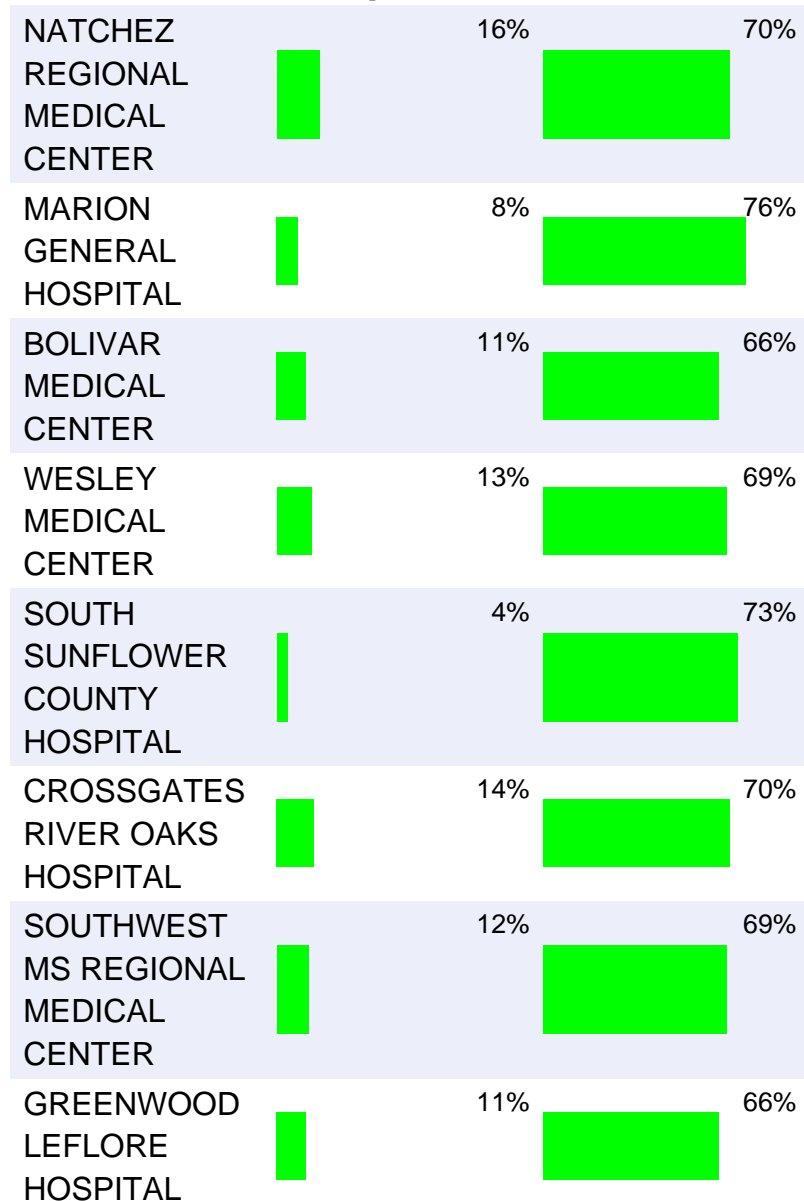 NATCHEZ 16% 70%
REGIONAL
MEDICAL
CENTER
MARION 8% 76%
GENERAL
HOSPITAL
BOLIVAR 11% 66%
MEDICAL
CENTER
WESLEY 13% 69%
MEDICAL
CENTER
SOUTH 4% 73%
SUNFLOWER
COUNTY
HOSPITAL
CROSSGATES 14% 70%
RIVER OAKS
HOSPITAL
SOUTHWEST 12% 69%
MS REGIONAL
MEDICAL
CENTER
GREENWOOD 11% 66%
LEFLORE
HOSPITAL